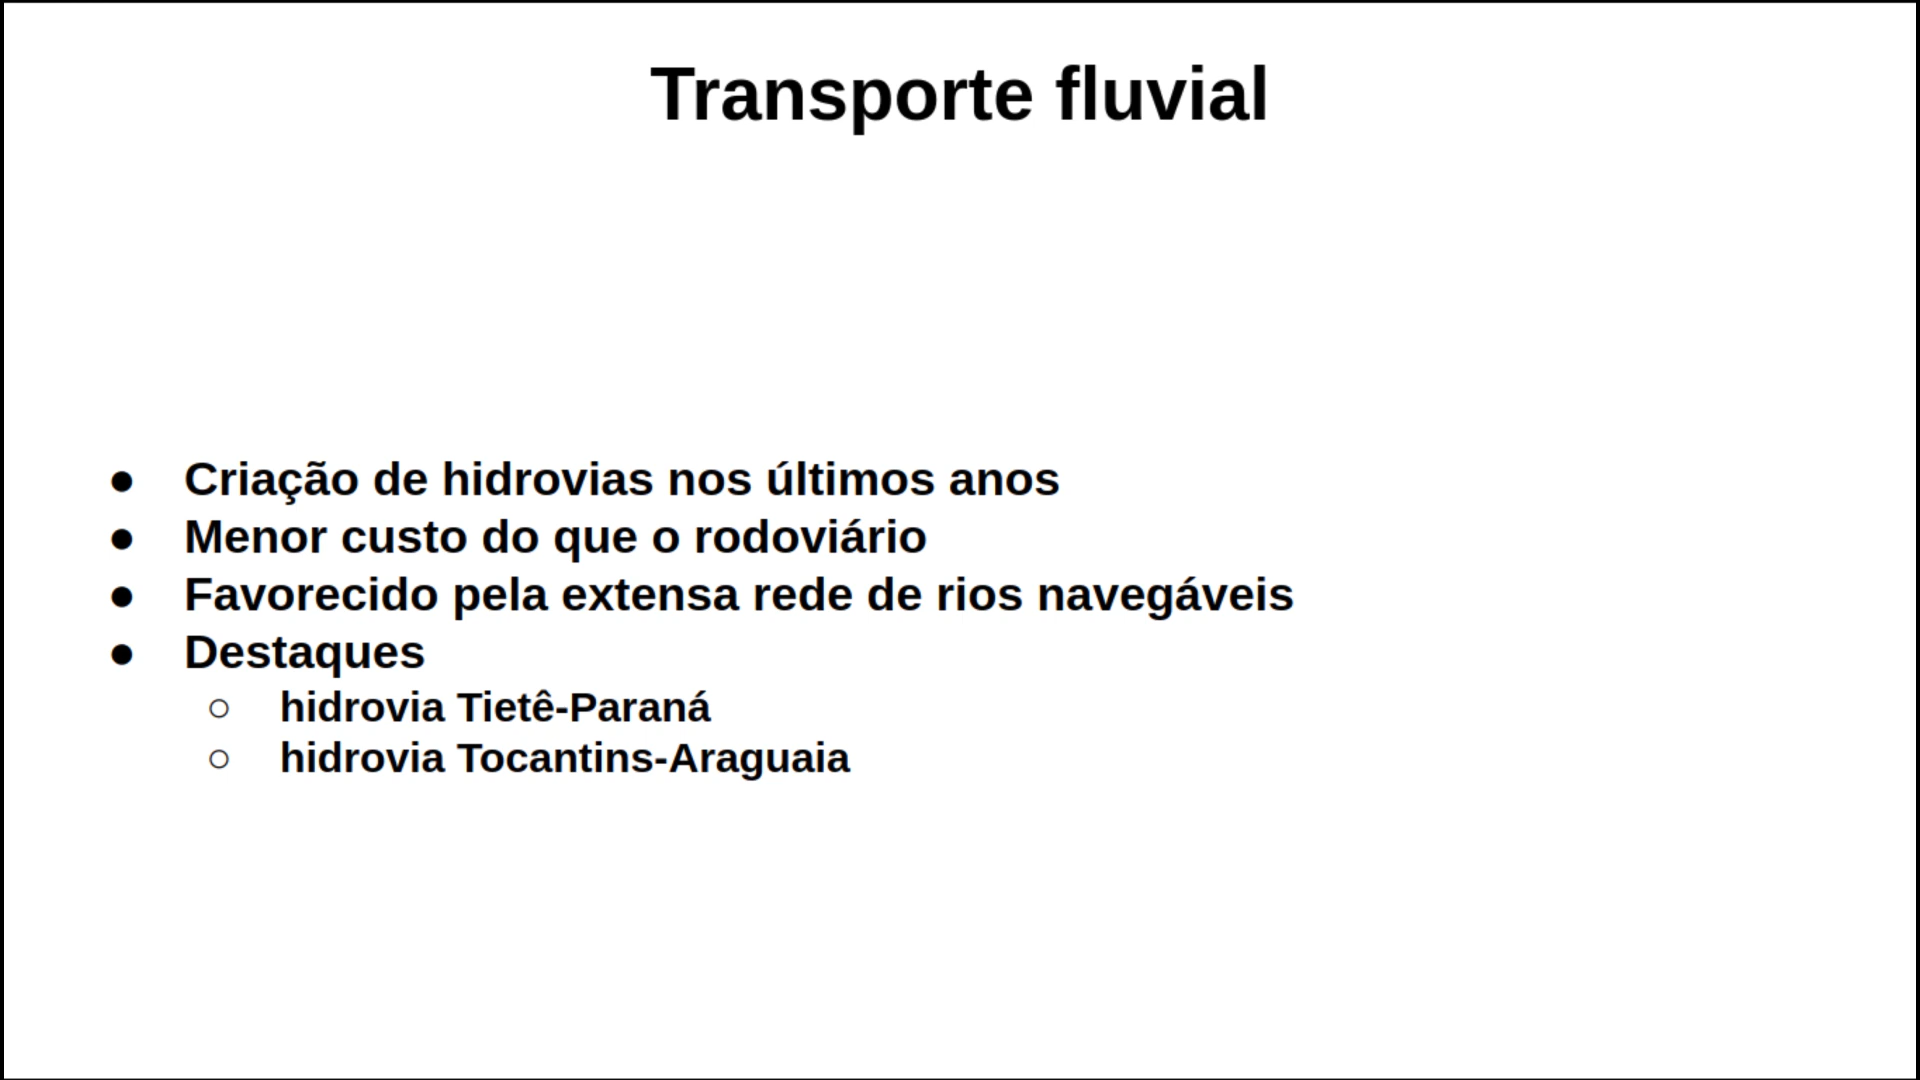 Transporte fluvial
● Criação de hidrovias nos últimos anos
● Menor custo do que o rodoviário
● Favorecido pela extensa rede de rios navegáveis
● Destaques
○ hidrovia Tietê-Paraná
○ hidrovia Tocantins-Araguaia